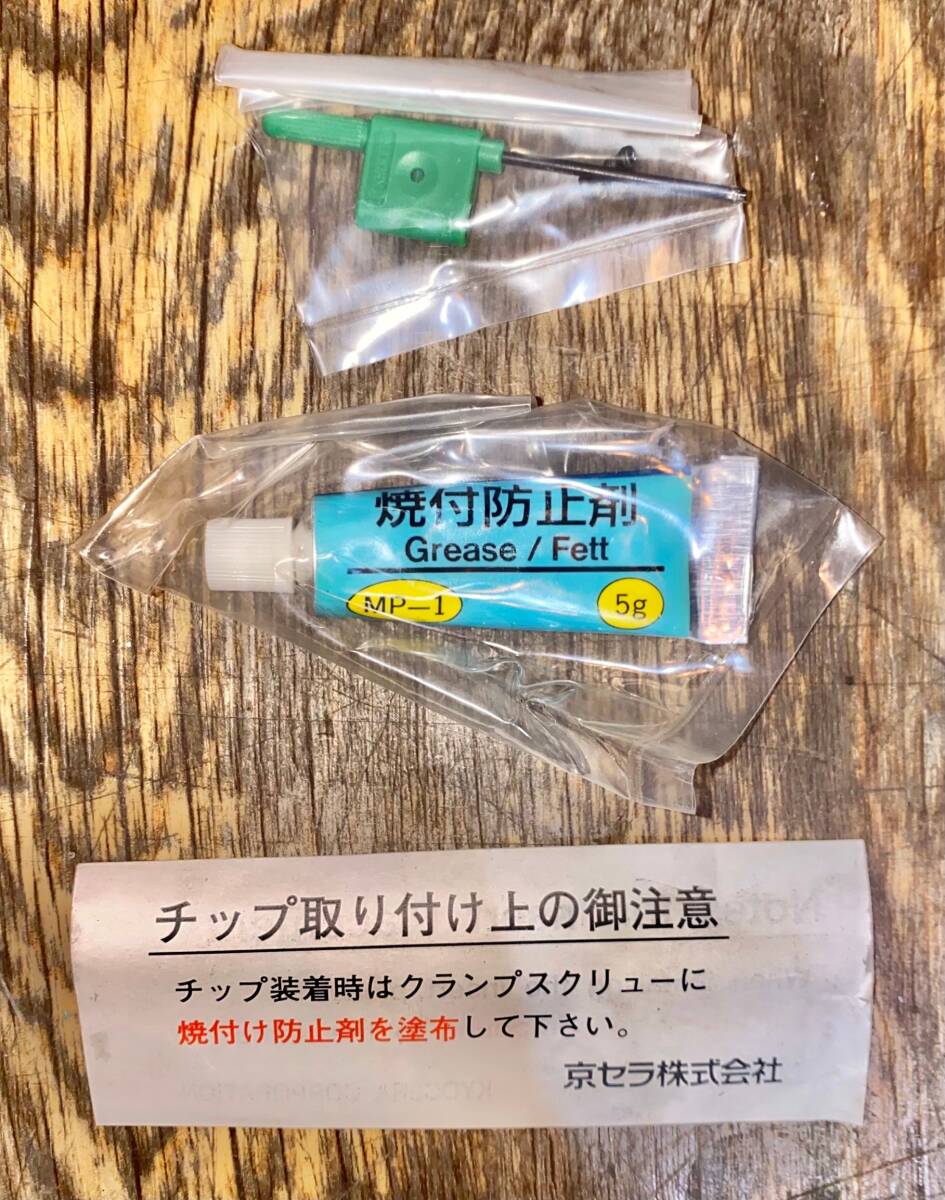 焼付防止剤
Grease / Fett
MP−1
5g
チップ取り付け上の御注意
チップ装着時はクランプスクリューに
焼付け防止剤を塗布して下さい。
京セラ株式会社